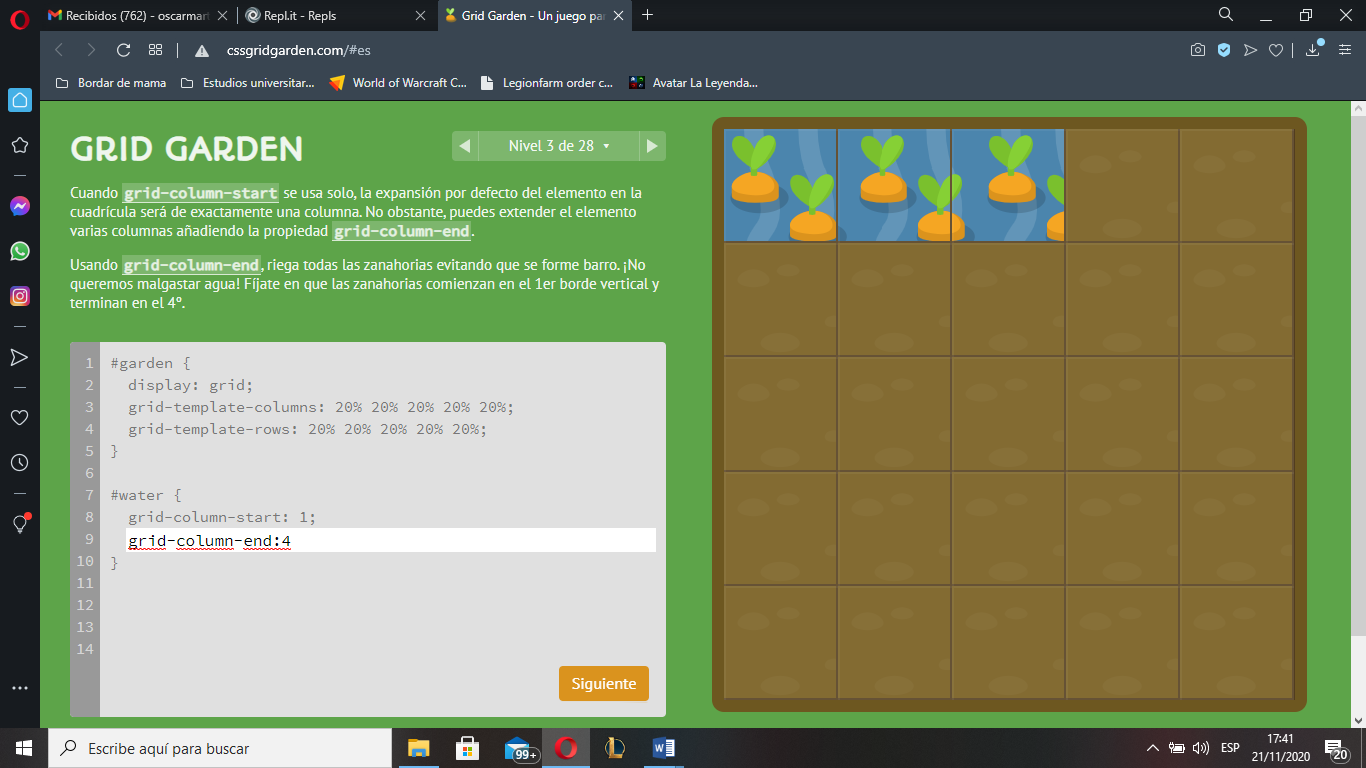 Recibidos (762) - oscarmar
Repl.it - Repls
Grid Garden - Un juego par
cssgridgarden.com/#es
Bordar de mama
Estudios universitar...
World of Warcraft C...
Legionfarm order c...
Avatar La Leyenda...
GRID GARDEN
Nivel 3 de 28
Cuando grid-column-start se usa solo, la expansión por defecto del elemento en la
cuadrícula será de exactamente una columna. No obstante, puedes extender el elemento
varias columnas añadiendo la propiedad grid-column-end.
Usando grid-column-end, riega todas las zanahorias evitando que se forme barro. ¡No
queremos malgastar agua! Fíjate en que las zanahorias comienzan en el 1er borde vertical y
terminan en el 4º.
1 #garden {
2 display: grid;
3 grid-template-columns: 20% 20% 20% 20% 20%;
4 grid-template-rows: 20% 20% 20% 20% 20%;
5 }
6
7 #water {
8 grid-column-start: 1;
9 grid-column-end:4
10 }
11
12
13
14
Siguiente
Escribe aquí para buscar
99+
ESP
17:41
21/11/2020
20